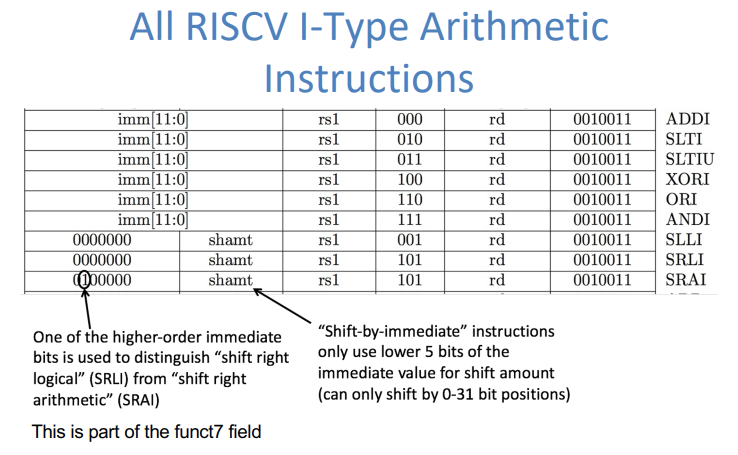 All RISCV I-Type Arithmetic
Instructions
imm[11:0] rs1 000 rd 0010011 ADDI
imm[11:0] rs1 010 rd 0010011 SLTI
imm[11:0] rs1 011 rd 0010011 SLTIU
imm[11:0] rs1 100 rd 0010011 XORI
imm[11:0] rs1 110 rd 0010011 ORI
imm[11:0] rs1 111 rd 0010011 ANDI
0000000 shamt rs1 001 rd 0010011 SLLI
0000000 shamt rs1 101 rd 0010011 SRLI
0100000 shamt rs1 101 rd 0010011 SRAI
One of the higher-order immediate
bits is used to distinguish “shift right
logical” (SRLI) from “shift right
arithmetic” (SRAI)
“Shift-by-immediate” instructions
only use lower 5 bits of the
immediate value for shift amount
(can only shift by 0-31 bit positions)
This is part of the funct7 field